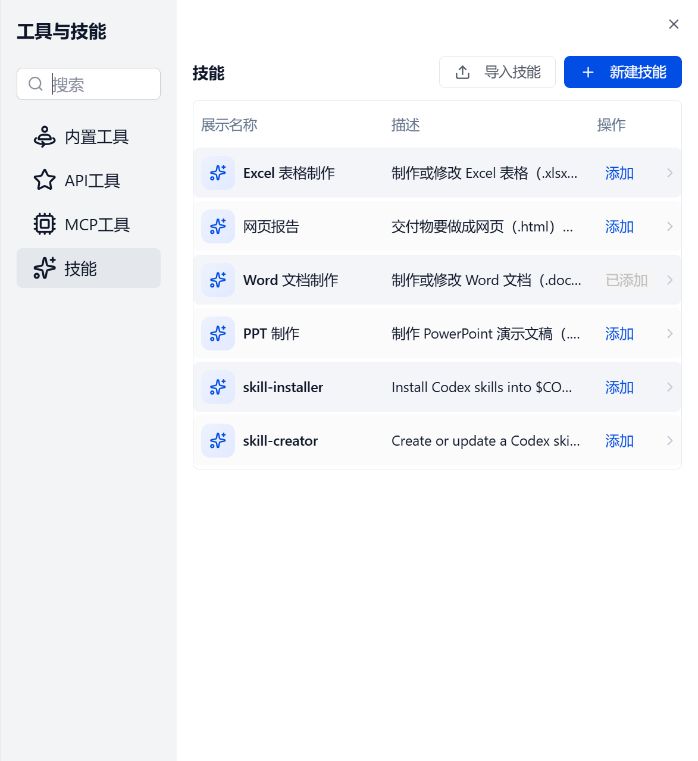 工具与技能
搜索
内置工具
API工具
MCP工具
技能
技能
导入技能
新建技能
展示名称 描述 操作
Excel 表格制作 制作或修改 Excel 表格（.xlsx... 添加
网页报告 交付物要做成网页（.html）... 添加
Word 文档制作 制作或修改 Word 文档（.doc... 已添加
PPT 制作 制作 PowerPoint 演示文稿（.... 添加
skill-installer Install Codex skills into $CO... 添加
skill-creator Create or update a Codex ski... 添加